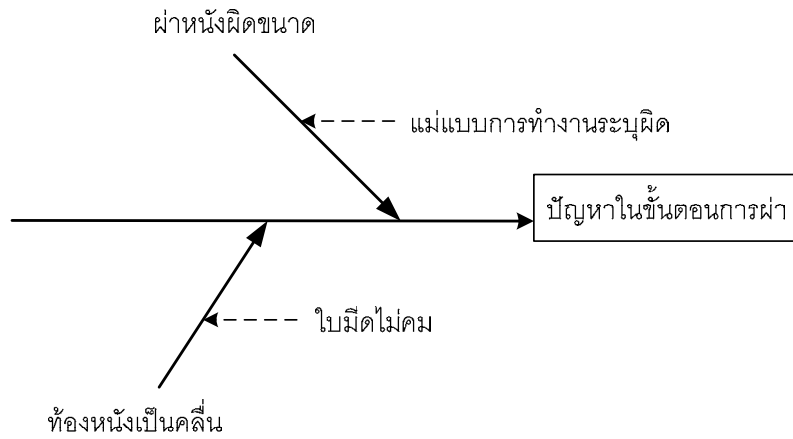 ผ่าหนังผิดขนาด
แม่แบบการทำงานระบุผิด
ปัญหาในขั้นตอนการผ่า
ใบมีดไม่คม
ท้องหนังเป็นคลื่น